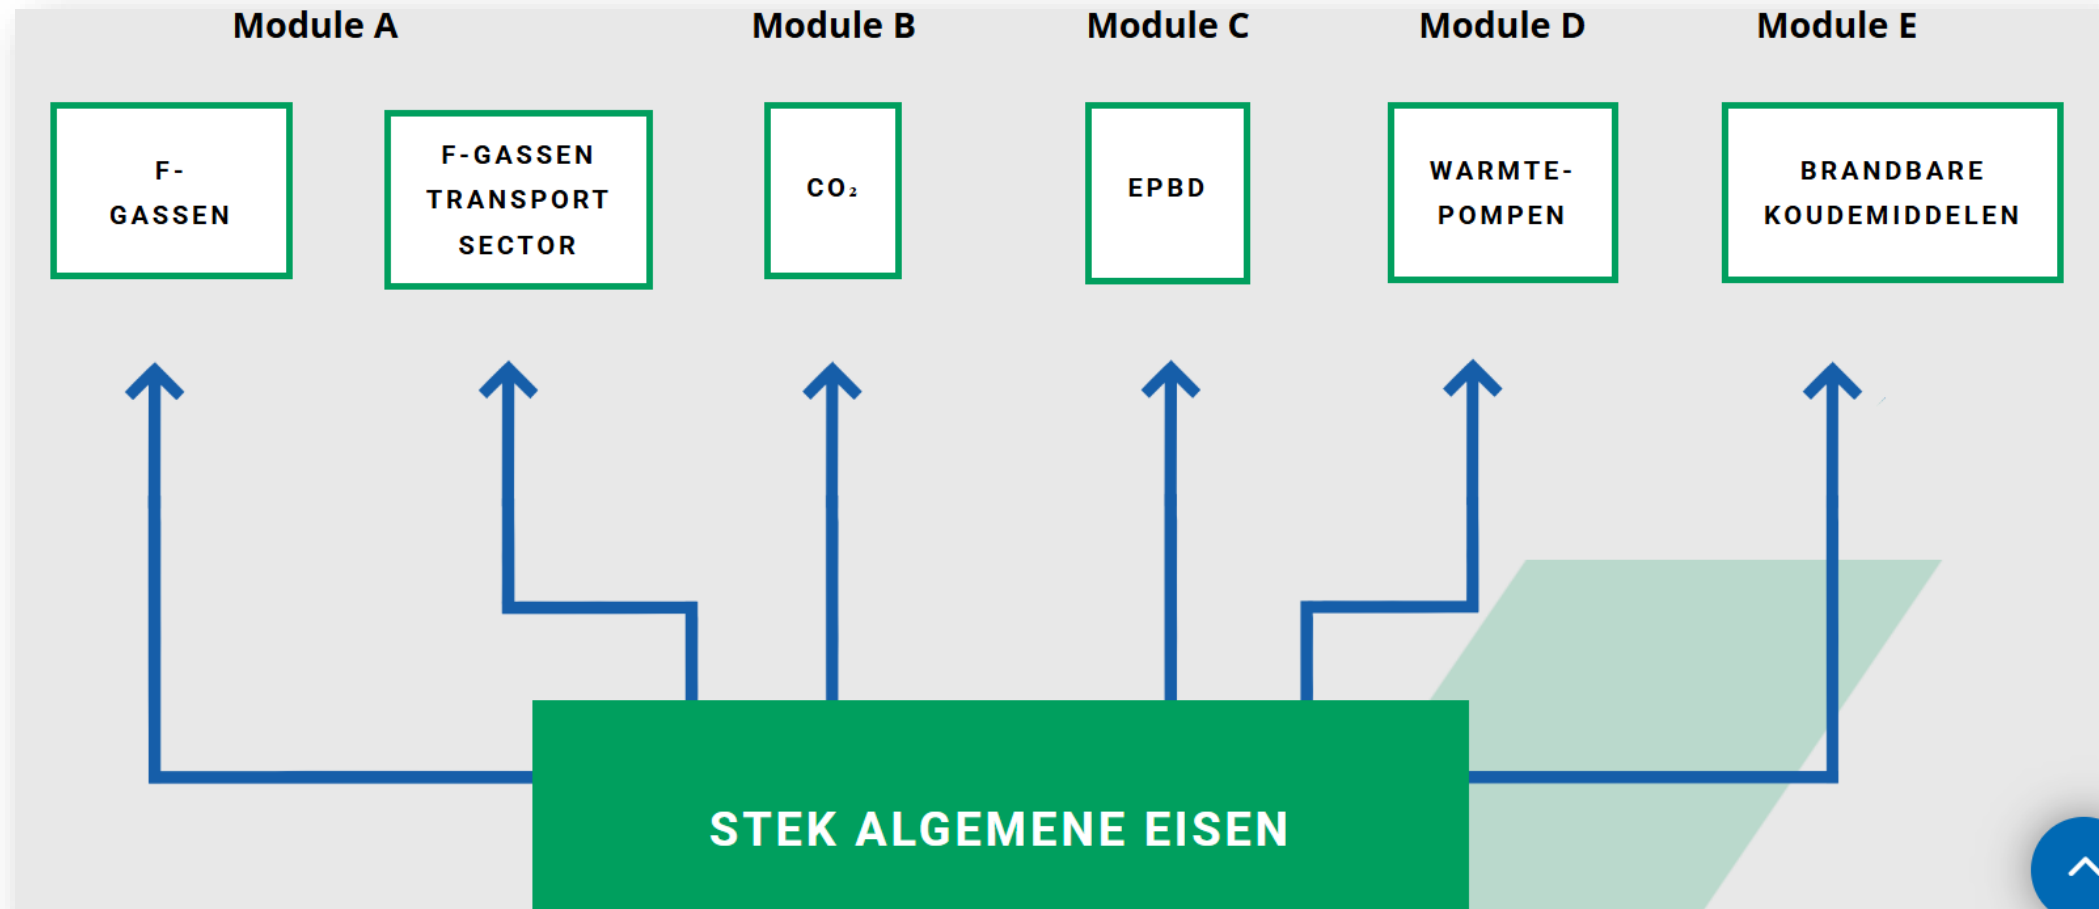 Module A
Module B
Module C
Module D
Module E
F-
GASSEN
F-GASSEN
TRANSPORT
SECTOR
CO₂
EPBD
WARMTE-
POMPEN
BRANDBARE
KOUDEMIDDELEN
STEK ALGEMENE EISEN